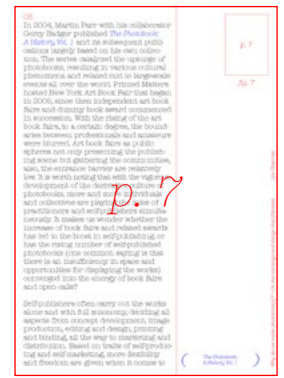 08
In 2004, Martin Parr with his collaborator
Gerry Badger published The Photobook:
A History, Vol. 1 and its subsequent publi-
cations largely based on his own collec-
tion. The series catalyzed the upsurge of
photobooks, resulting in various cultural
phenomena and related mid to large-scale
events all over the world. Printed Matters
hosted New York Art Book Fair that began
in 2006, since then independent art book
fairs and dummy book award commenced
in succession. With the rising of the art
book fairs, to a certain degree, the bound-
aries between professionals and amateurs
were blurred. Art book fairs as public
spheres not only presenting the publish-
ing scene but gathering the communities,
also, the entrance barrier are relatively
low. It is worth noting that with the vigorous
development of the derivative culture of
photobooks, more and more individuals
and collectives are playing the roles of
practitioners and self-publishers simulta-
neously. It makes us wonder whether the
increase of book fairs and related awards
has led to the boost in self-publishing, or
has the rising number of self-published
photobooks (one common saying is that
there is an insufficiency in space and
opportunities for displaying the works)
converged into the energy of book fairs
and open calls?
Self-publishers often carry out the works
alone and with full autonomy, deciding all
aspects from concept development, image
production, editing and design, printing
and binding, all the way to marketing and
distribution. Based on traits of self-produc-
ing and self-marketing, more flexibility
and freedom are given when it comes to
p. 7
p. 7
The Photobook:
A History, Vol. 1